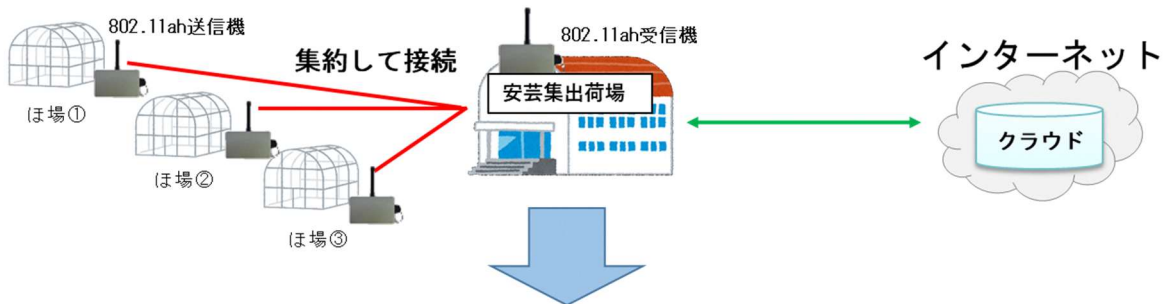 802.11ah送信機
集約して接続
802.11ah受信機
安芸集出荷場
インターネット
クラウド
ほ場①
ほ場②
ほ場③